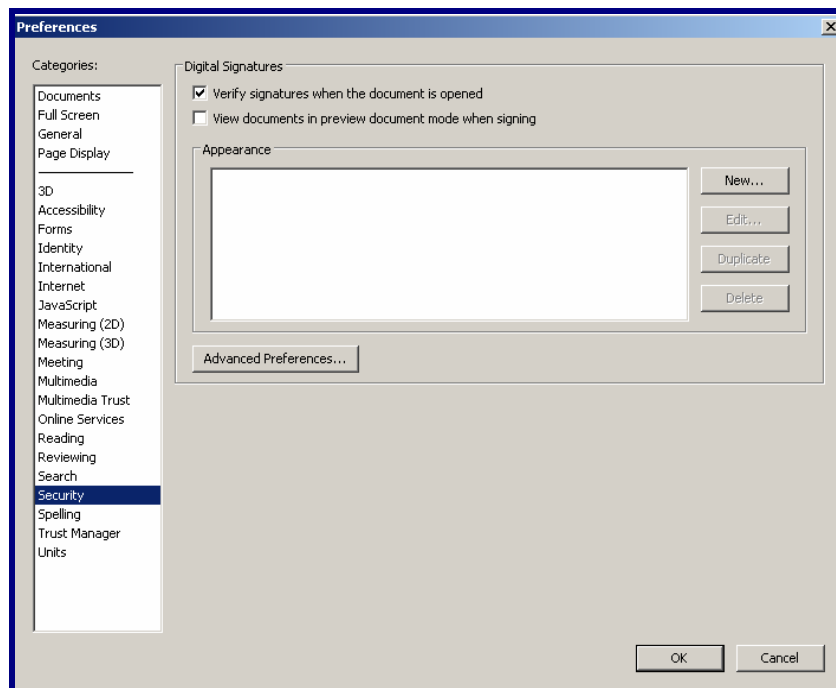 Preferences
Categories:
Documents
Full Screen
General
Page Display
3D
Accessibility
Forms
Identity
International
Internet
JavaScript
Measuring (2D)
Measuring (3D)
Meeting
Multimedia
Multimedia Trust
Online Services
Reading
Reviewing
Search
Security
Spelling
Trust Manager
Units
Digital Signatures
Verify signatures when the document is opened
View documents in preview document mode when signing
Appearance
New...
Edit...
Duplicate
Delete
Advanced Preferences...
OK
Cancel